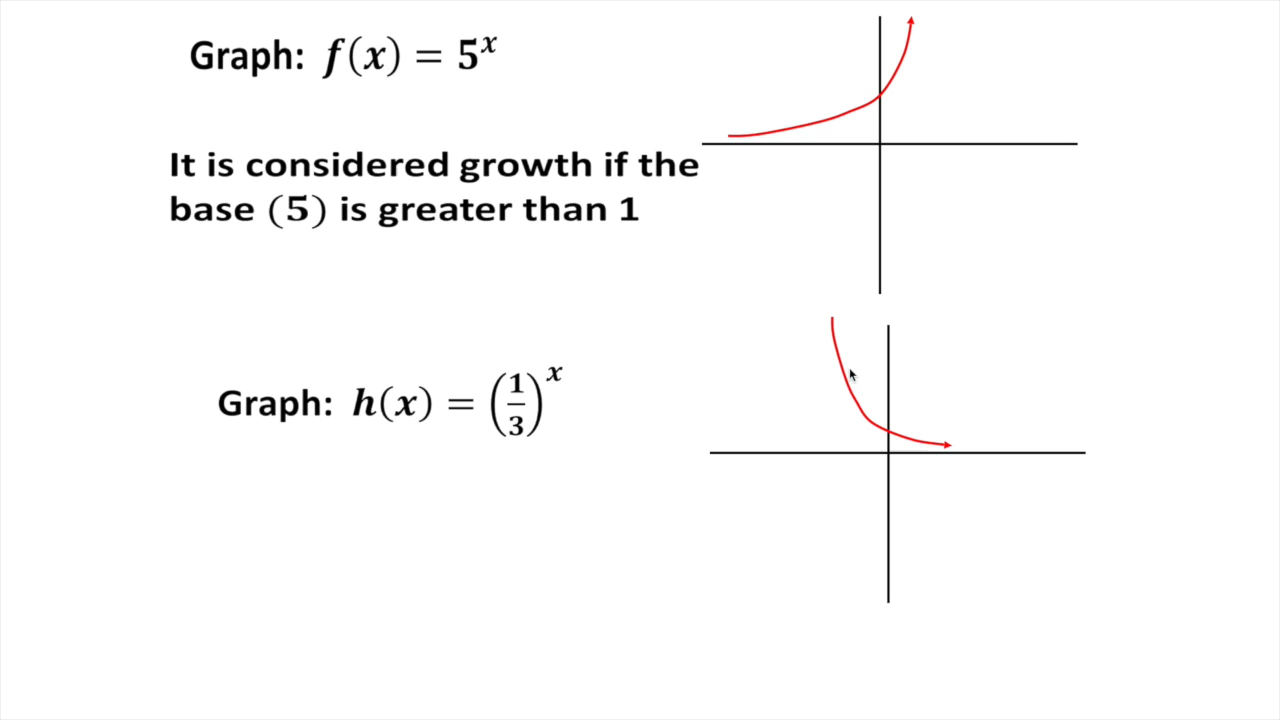 Graph: f(x) = 5^x
It is considered growth if the
base (5) is greater than 1
Graph: h(x) = (1/3)^x